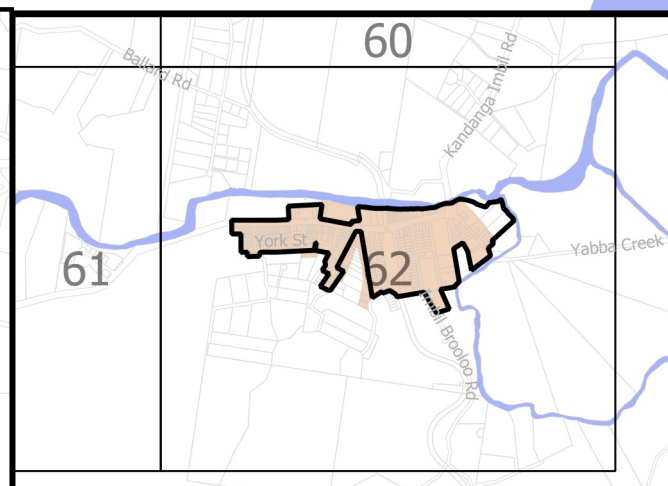 60
Ballard Rd
Kandanga Imbil Rd
York St
Yabba Creek
61
62
Imbil Brooloo Rd